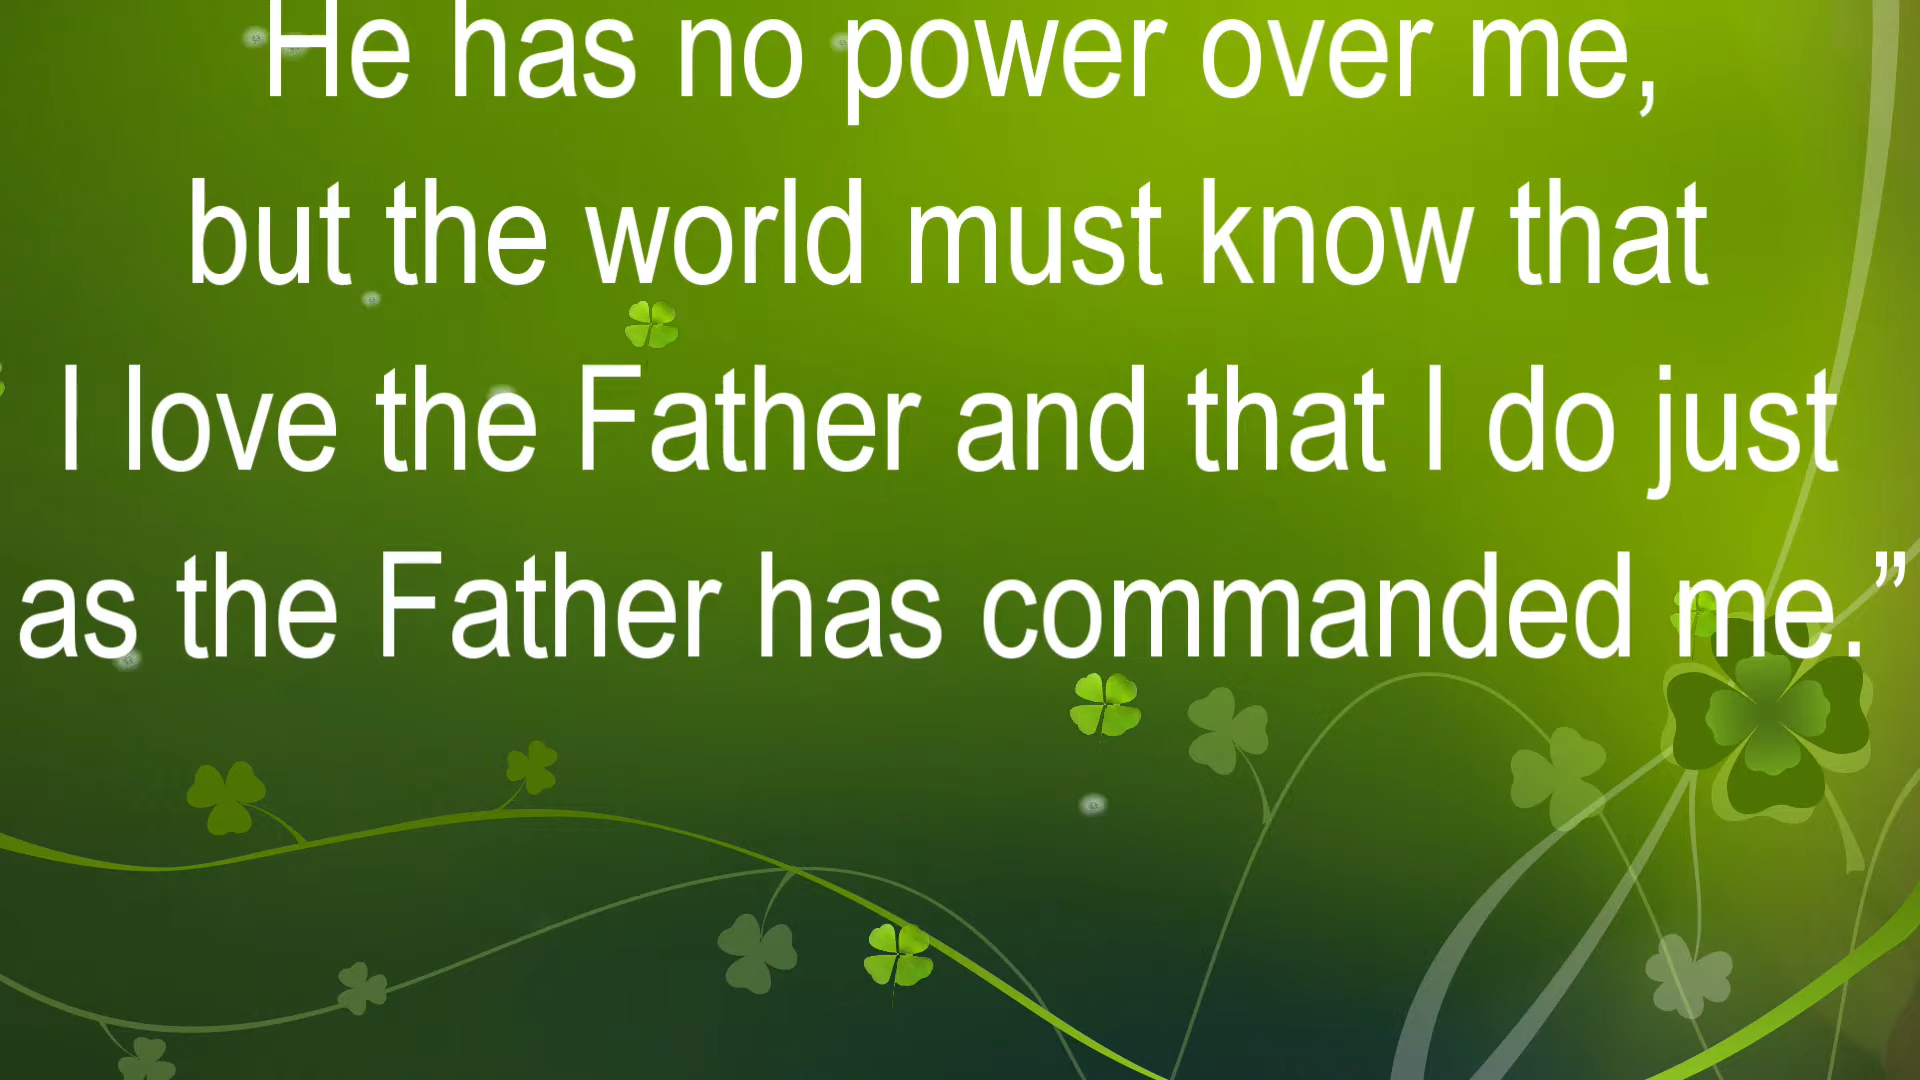 He has no power over me,
but the world must know that
I love the Father and that I do just
as the Father has commanded me.”